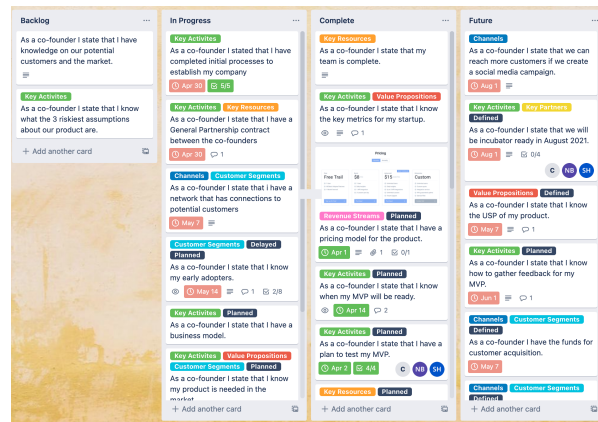 Backlog
As a co-founder I state that I have
knowledge on our potential
customers and the market.
Key Activites
As a co-founder I state that I know
what the 3 riskiest assumptions
about our product are.
+ Add another card
In Progress
Key Activites
As a co-founder I stated that I have
completed initial processes to
establish my company
Apr 30 5/5
Key Activites Key Resources
As a co-founder I state that I have a
General Partnership contract
between the co-founders
Apr 30 1
Channels Customer Segments
As a co-founder I state that I have a
network that has connections to
potential customers
May 7
Customer Segments Delayed
Planned
As a co-founder I state that I know
my early adopters.
May 14 1 2/8
Key Activites Planned
As a co-founder I state that I have a
business model.
Key Activites Value Propositions
Customer Segments Planned
As a co-founder I state that I know
my product is needed in the
market
+ Add another card
Complete
Key Resources
As a co-founder I state that my
team is complete.
Key Activites Value Propositions
As a co-founder I state that I know
the key metrics for my startup.
1
Pricing
Free Trail $8 $15 Custom
Revenue Streams Planned
As a co-founder I state that I have a
pricing model for the product.
Apr 1 1 0/1
Key Activites Planned
As a co-founder I state that I know
when my MVP will be ready.
Apr 14 2
Key Activites Planned
As a co-founder I state that I have a
plan to test my MVP.
Apr 2 4/4 C NB SH
Key Resources Planned
+ Add another card
Future
Channels
As a co-founder I state that we can
reach more customers if we create
a social media campaign.
Aug 1
Key Activites Key Partners
Defined
As a co-founder I state that we will
be incubator ready in August 2021.
Aug 1 0/4
C NB SH
Value Propositions Defined
As a co-founder I state that I know
the USP of my product.
May 7 1
Key Activites Planned
As a co-founder I state that I know
how to gather feedback for my
MVP.
Jun 1 1
Channels Customer Segments
Defined
As a co-founder I have the funds for
customer acquisition.
May 7
Channels Customer Segments
Defined
+ Add another card